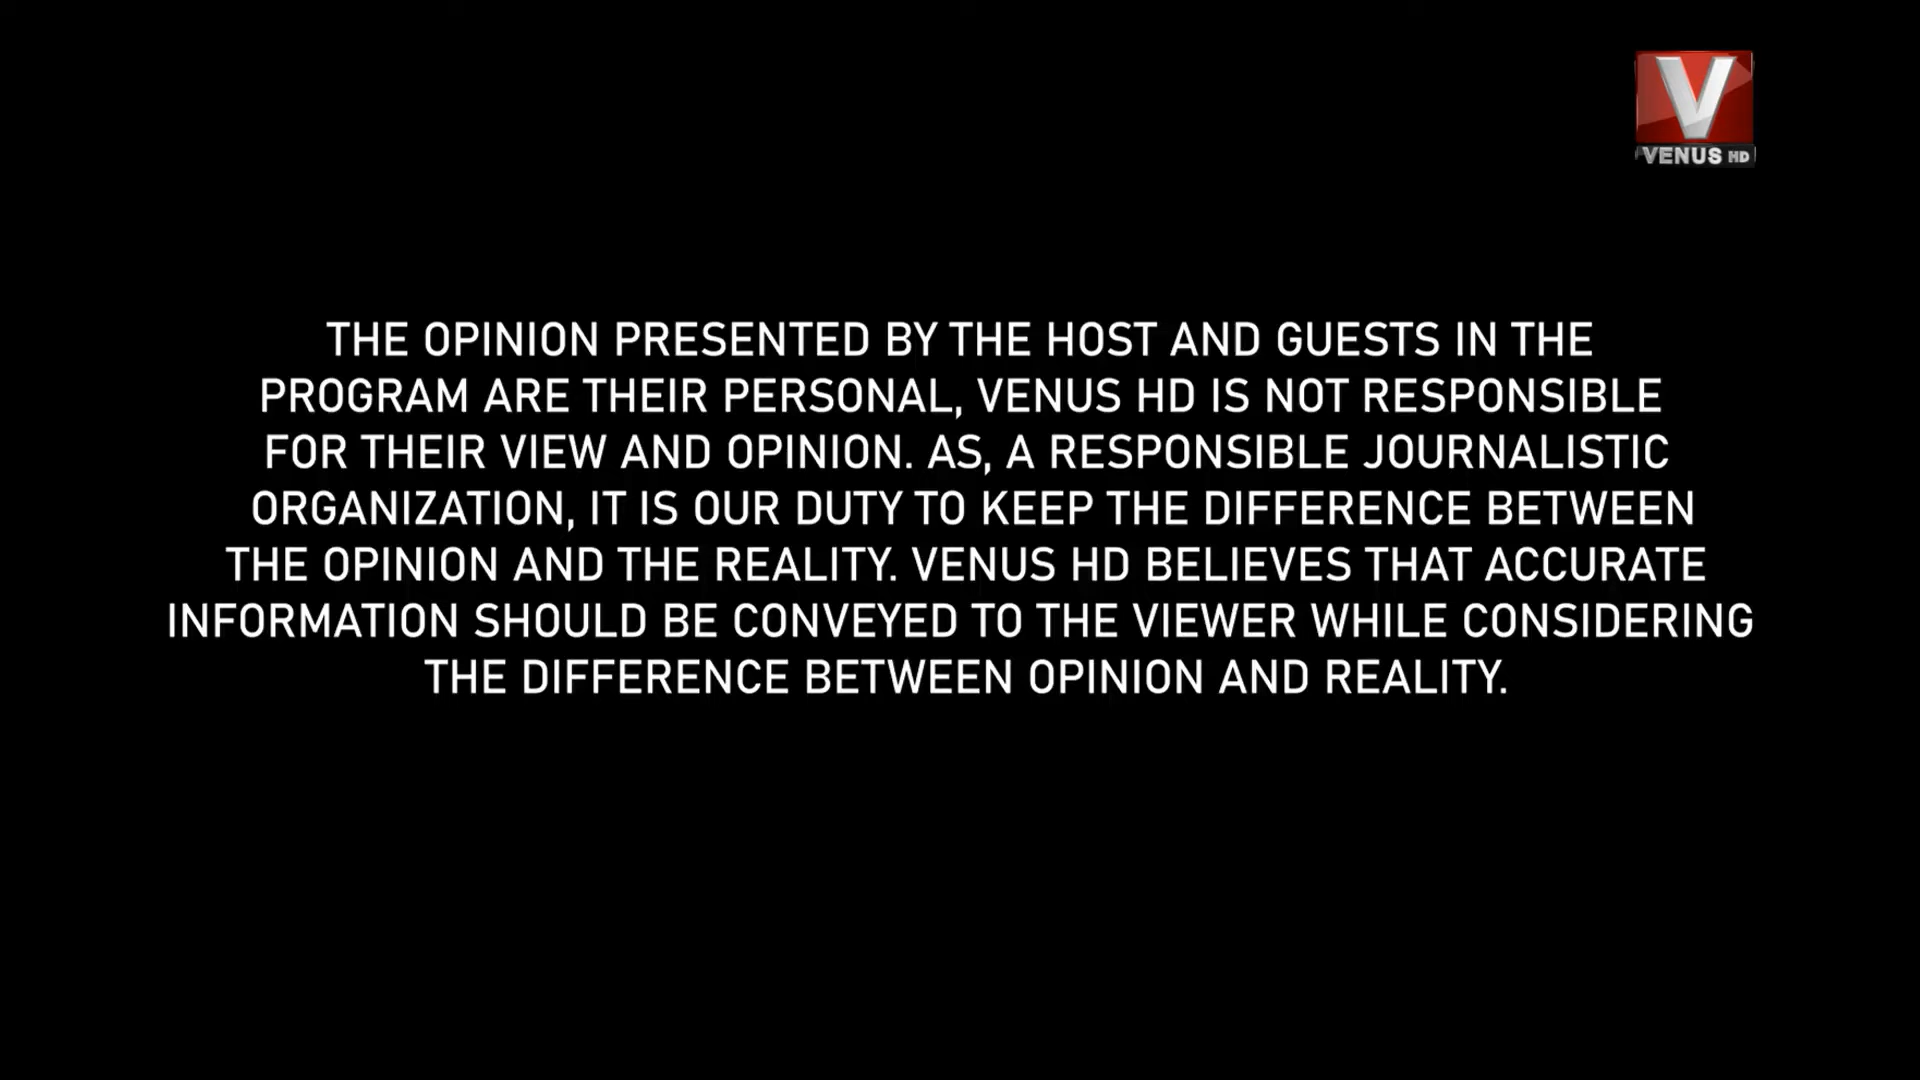 V
VENUS HD
THE OPINION PRESENTED BY THE HOST AND GUESTS IN THE
PROGRAM ARE THEIR PERSONAL, VENUS HD IS NOT RESPONSIBLE
FOR THEIR VIEW AND OPINION. AS, A RESPONSIBLE JOURNALISTIC
ORGANIZATION, IT IS OUR DUTY TO KEEP THE DIFFERENCE BETWEEN
THE OPINION AND THE REALITY. VENUS HD BELIEVES THAT ACCURATE
INFORMATION SHOULD BE CONVEYED TO THE VIEWER WHILE CONSIDERING
THE DIFFERENCE BETWEEN OPINION AND REALITY.